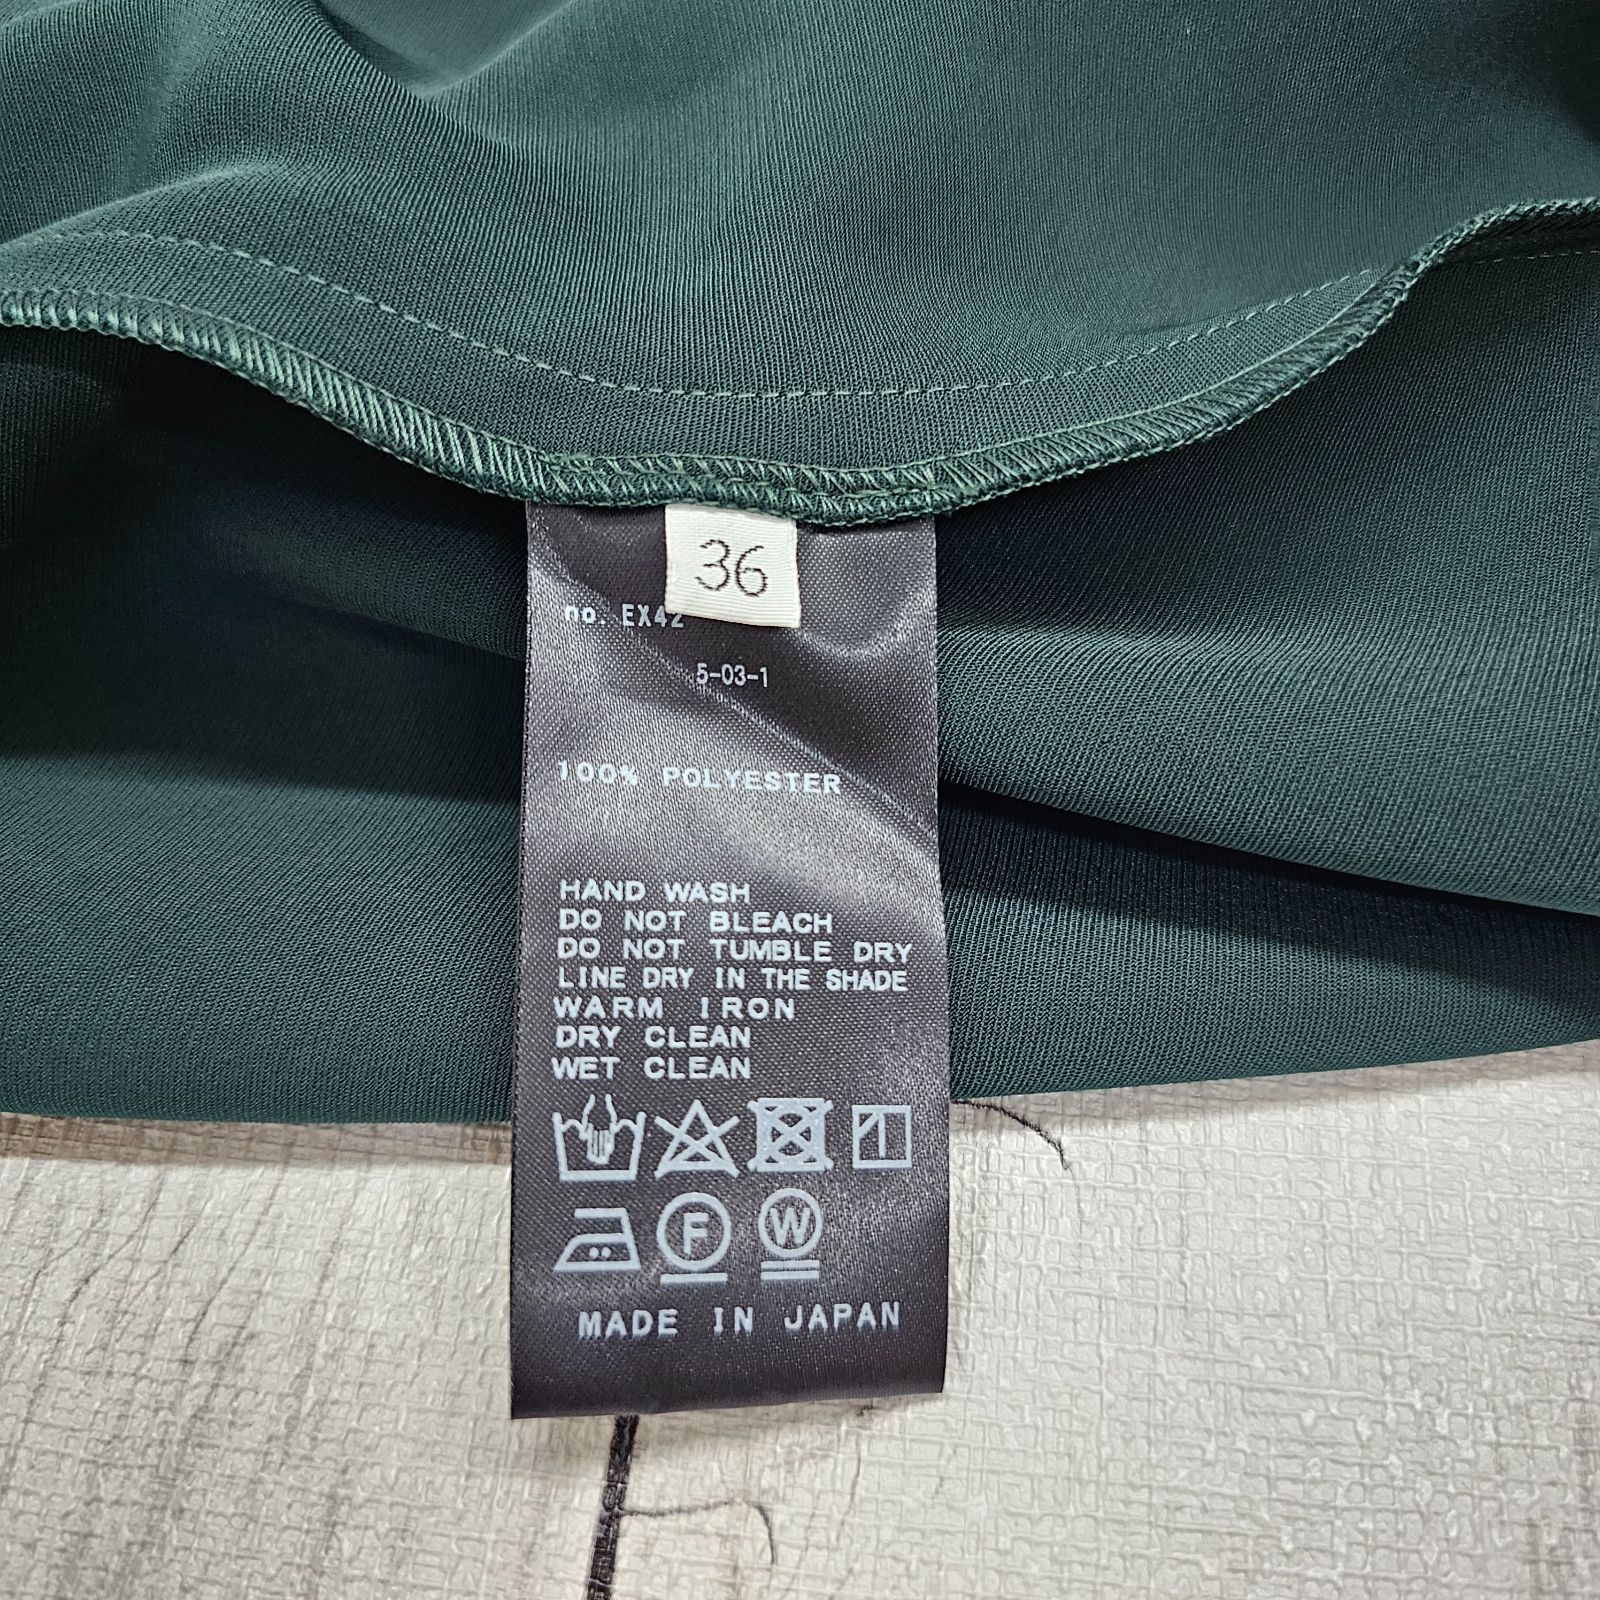 36
no. EX42
5-03-1
100% POLYESTER
HAND WASH
DO NOT BLEACH
DO NOT TUMBLE DRY
LINE DRY IN THE SHADE
WARM IRON
DRY CLEAN
WET CLEAN
F W
MADE IN JAPAN